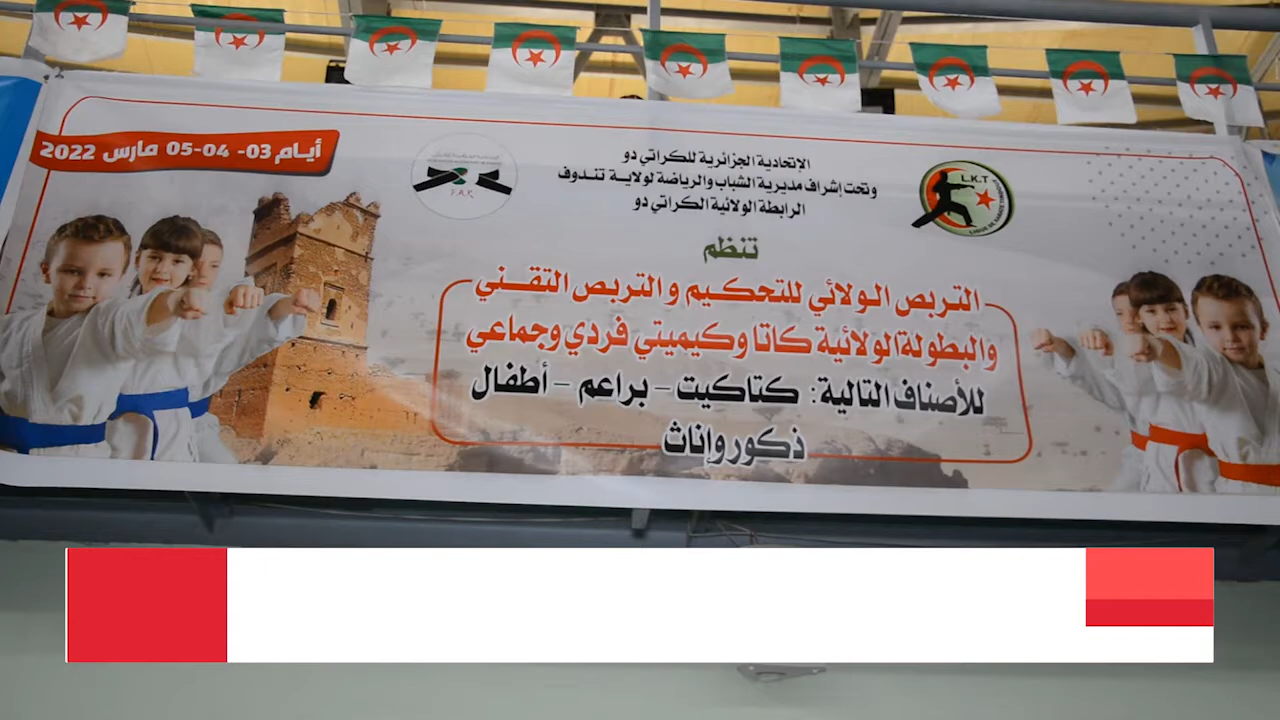 أيام 03- 04-05 مارس 2022
الإتحادية الجزائرية للكراتي دو
وتحت إشراف مديرية الشباب والرياضة لولاية تندوف
الرابطة الولائية الكراتي دو
L.K.T
F.A.K
تنظم
التربص الولائي للتحكيم والتربص التقني
والبطولة الولائية كاتا وكيميتي فردي وجماعي
للأصناف التالية: كتاكيت - براعم - أطفال
ذكور وإناث